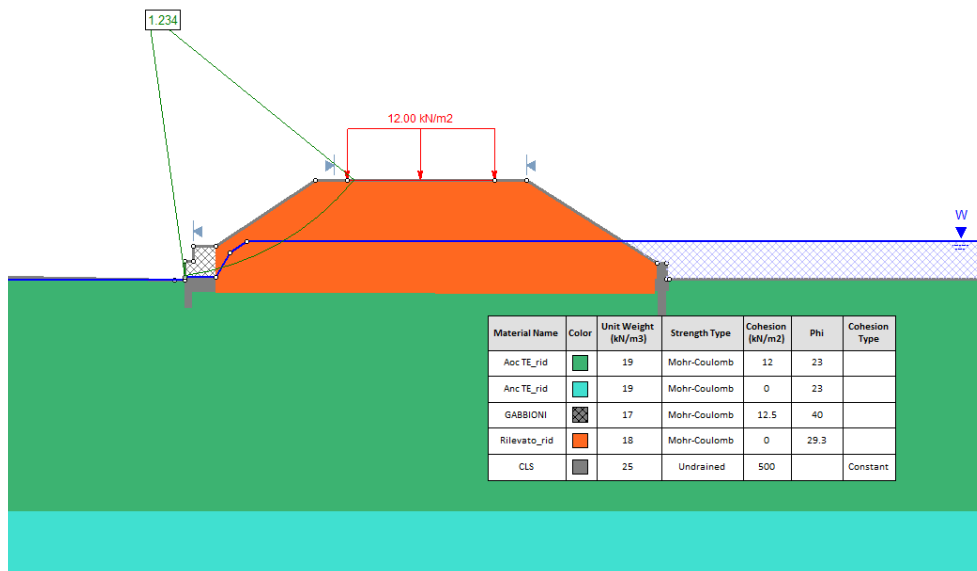 1.234
12.00 kN/m2
W
Material Name Color Unit Weight (kN/m3) Strength Type Cohesion (kN/m2) Phi Cohesion Type
Aoc TE_rid 19 Mohr-Coulomb 12 23
Anc TE_rid 19 Mohr-Coulomb 0 23
GABBIONI 17 Mohr-Coulomb 12.5 40
Rilevato_rid 18 Mohr-Coulomb 0 29.3
CLS 25 Undrained 500 Constant